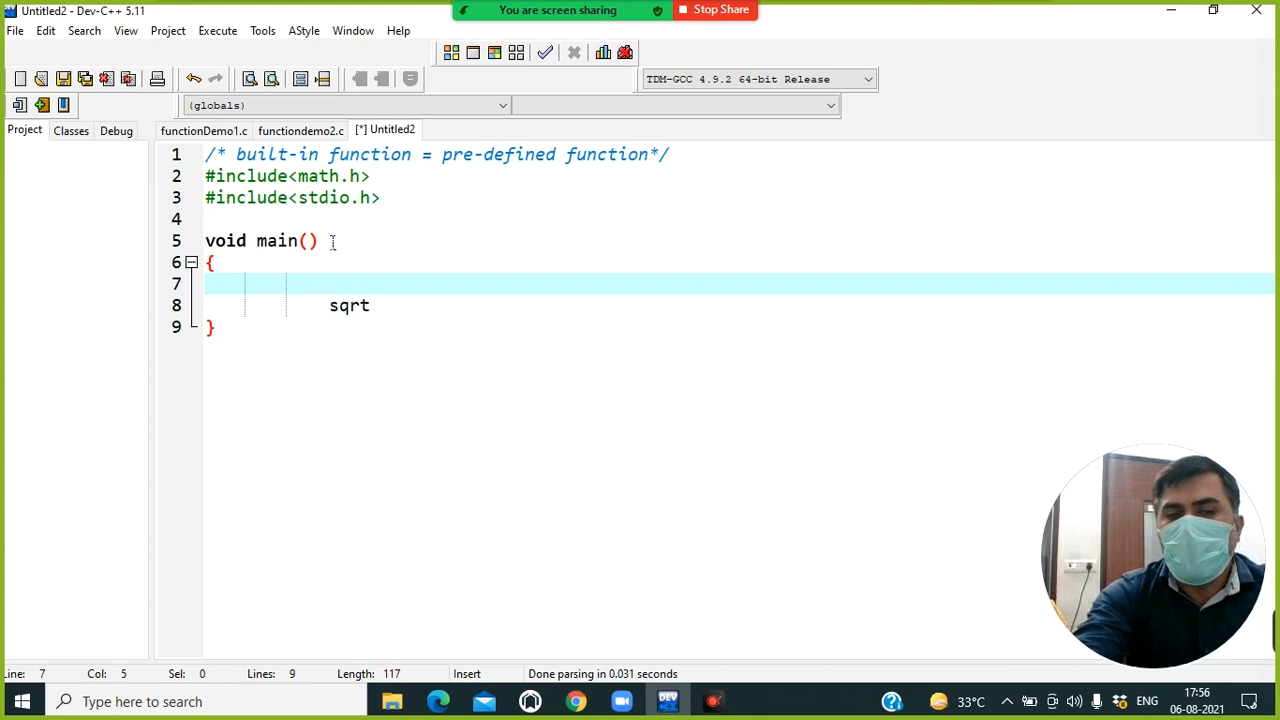 Untitled2 - Dev-C++ 5.11
You are screen sharing
Stop Share
File Edit Search View Project Execute Tools AStyle Window Help
TDM-GCC 4.9.2 64-bit Release
(globals)
Project Classes Debug
functionDemo1.c functiondemo2.c [*] Untitled2
1 /* built-in function = pre-defined function*/
2 #include<math.h>
3 #include<stdio.h>
4
5 void main()
6 {
7
8 sqrt
9 }
Line: 7 Col: 5 Sel: 0 Lines: 9 Length: 117 Insert Done parsing in 0.031 seconds
Type here to search
DEV
33°C
ENG
17:56
06-08-2021